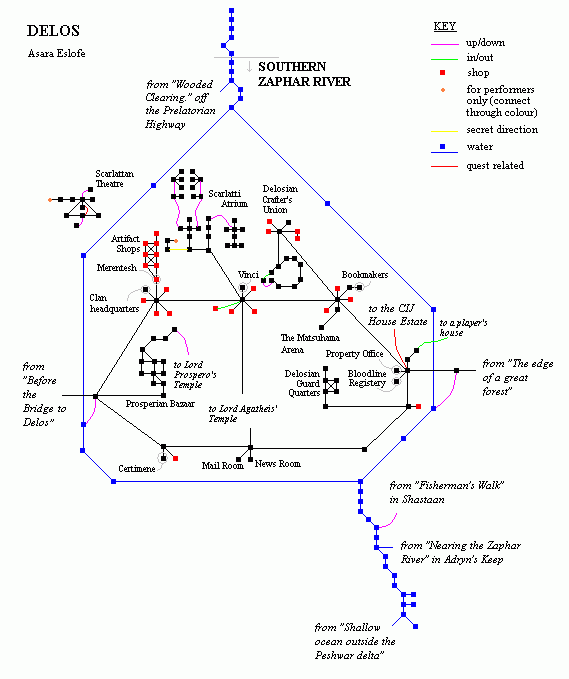 DELOS
Asara Eslofe
KEY
up/down
in/out
shop
for performers
only (connect
through colour)
secret direction
water
quest related
SOUTHERN
ZAPHAR RIVER
from "Wooded
Clearing," off
the Prelatorian
Highway
Scarlattan
Theatre
Scarlatti
Atrium
Delosian
Crafter's
Union
Artifact
Shops
Merentesh
Clan
headquarters
Vinci
Bookmakers
The Matsuhama
Arena
to the CIJ
House Estate
to a player's
house
Property Office
Bloodline
Registery
from "The edge
of a great
forest"
from
"Before
the
Bridge to
Delos"
to Lord
Prospero's
Temple
Prosperian Bazaar
Delosian
Guard
Quarters
to Lord Agatheis'
Temple
Certimene
Mail Room
News Room
from "Fisherman's Walk"
in Shastaan
from "Nearing the Zaphar
River" in Adryn's Keep
from "Shallow
ocean outside the
Peshwar delta"